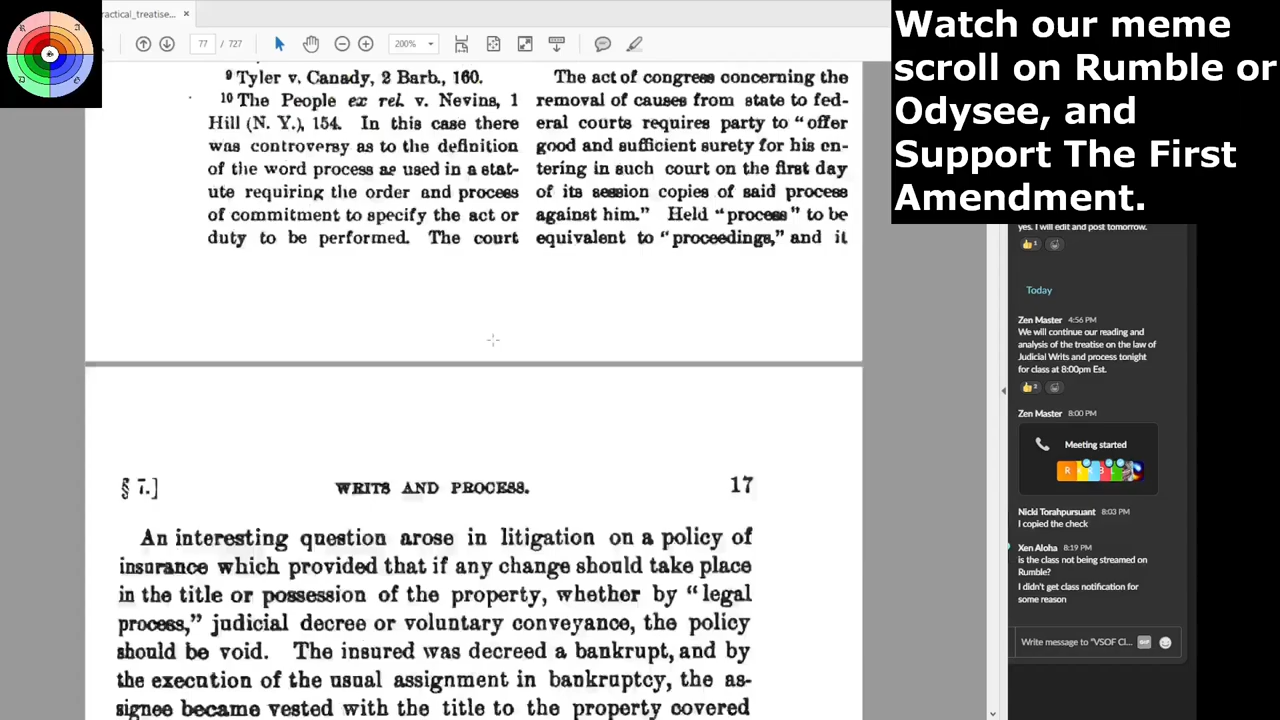 ractical_treatise...
77 / 727
200%
9 Tyler v. Canady, 2 Barb., 160.
10 The People ex rel. v. Nevins, 1
Hill (N. Y.), 154. In this case there
was controversy as to the definition
of the word process as used in a stat-
ute requiring the order and process
of commitment to specify the act or
duty to be performed. The court
The act of congress concerning the
removal of causes from state to fed-
eral courts requires party to "offer
good and sufficient surety for his en-
tering in such court on the first day
of its session copies of said process
against him." Held "process" to be
equivalent to "proceedings," and it
§ 7.] WRITS AND PROCESS. 17
An interesting question arose in litigation on a policy of
insurance which provided that if any change should take place
in the title or possession of the property, whether by "legal
process," judicial decree or voluntary conveyance, the policy
should be void. The insured was decreed a bankrupt, and by
the execution of the usual assignment in bankruptcy, the as-
signee became vested with the title to the property covered
Watch our meme
scroll on Rumble or
Odysee, and
Support The First
Amendment.
yes. I will edit and post tomorrow.
1
Today
Zen Master 4:56 PM
We will continue our reading and
analysis of the treatise on the law of
Judicial Writs and process tonight
for class at 8:00pm Est.
2
Zen Master 8:00 PM
Meeting started
Nicki Torahpursuant 8:03 PM
I copied the check
Xen Aloha 8:19 PM
is the class not being streamed on
Rumble?
I didn't get class notification for
some reason
Write message to "VSOF Cl... GIF